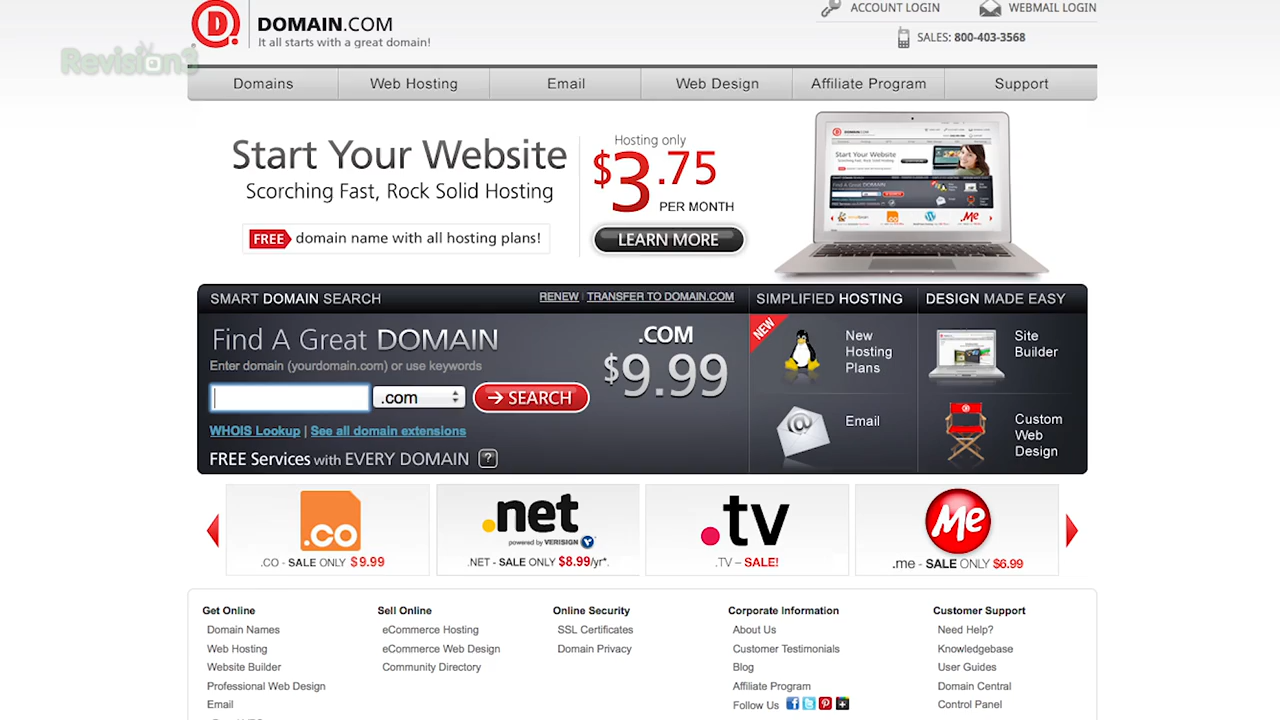 DOMAIN.COM
It all starts with a great domain!
ACCOUNT LOGIN
WEBMAIL LOGIN
SALES: 800-403-3568
Revision3
Domains
Web Hosting
Email
Web Design
Affiliate Program
Support
Start Your Website
Scorching Fast, Rock Solid Hosting
FREE domain name with all hosting plans!
Hosting only
$3.75
PER MONTH
LEARN MORE
SMART DOMAIN SEARCH
RENEW | TRANSFER TO DOMAIN.COM
Find A Great DOMAIN
Enter domain (yourdomain.com) or use keywords
.com
SEARCH
.COM
$9.99
WHOIS Lookup | See all domain extensions
FREE Services with EVERY DOMAIN ?
SIMPLIFIED HOSTING
NEW
New
Hosting
Plans
Email
DESIGN MADE EASY
Site
Builder
Custom
Web
Design
.co
.CO - SALE ONLY $9.99
.net
powered by VERISIGN
.NET - SALE ONLY $8.99/yr*.
.tv
.TV – SALE!
Me
.me - SALE ONLY $6.99
Get Online
Domain Names
Web Hosting
Website Builder
Professional Web Design
Email
Sell Online
eCommerce Hosting
eCommerce Web Design
Community Directory
Online Security
SSL Certificates
Domain Privacy
Corporate Information
About Us
Customer Testimonials
Blog
Affiliate Program
Follow Us
Customer Support
Need Help?
Knowledgebase
User Guides
Domain Central
Control Panel